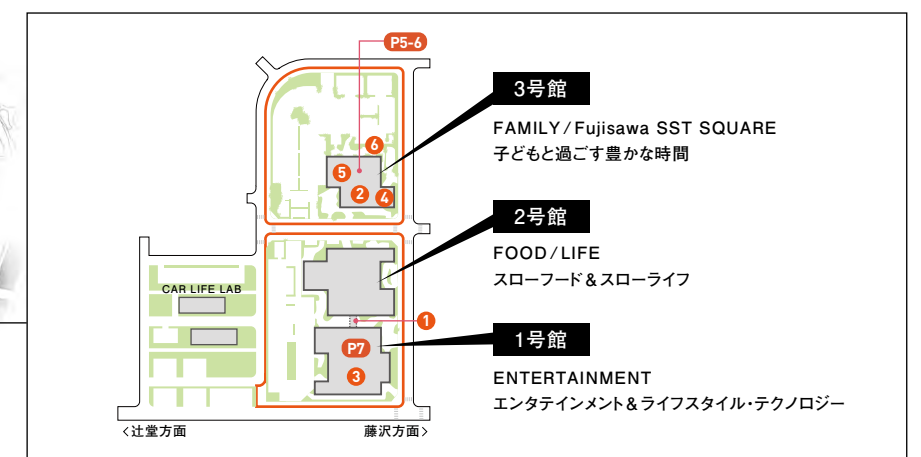 P5-6
3号館
FAMILY/Fujisawa SST SQUARE
子どもと過ごす豊かな時間
6
5
2
4
2号館
FOOD/LIFE
スローフード&スローライフ
CAR LIFE LAB
1
P7
3
1号館
ENTERTAINMENT
エンタテインメント&ライフスタイル・テクノロジー
<辻堂方面
藤沢方面>